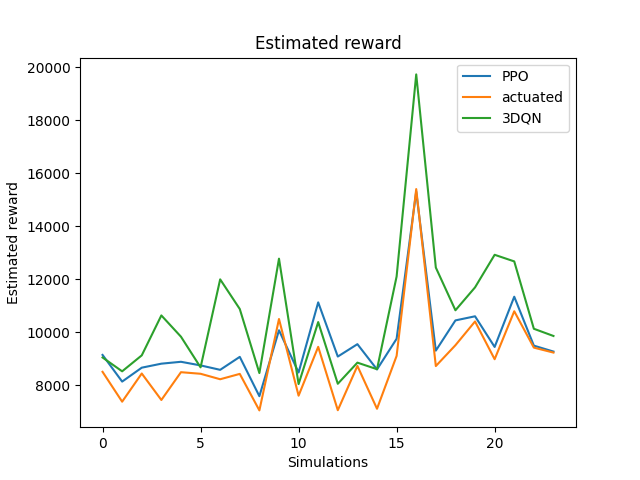 Estimated reward
PPO
actuated
3DQN
Estimated reward
20000
18000
16000
14000
12000
10000
8000
0 5 10 15 20
Simulations